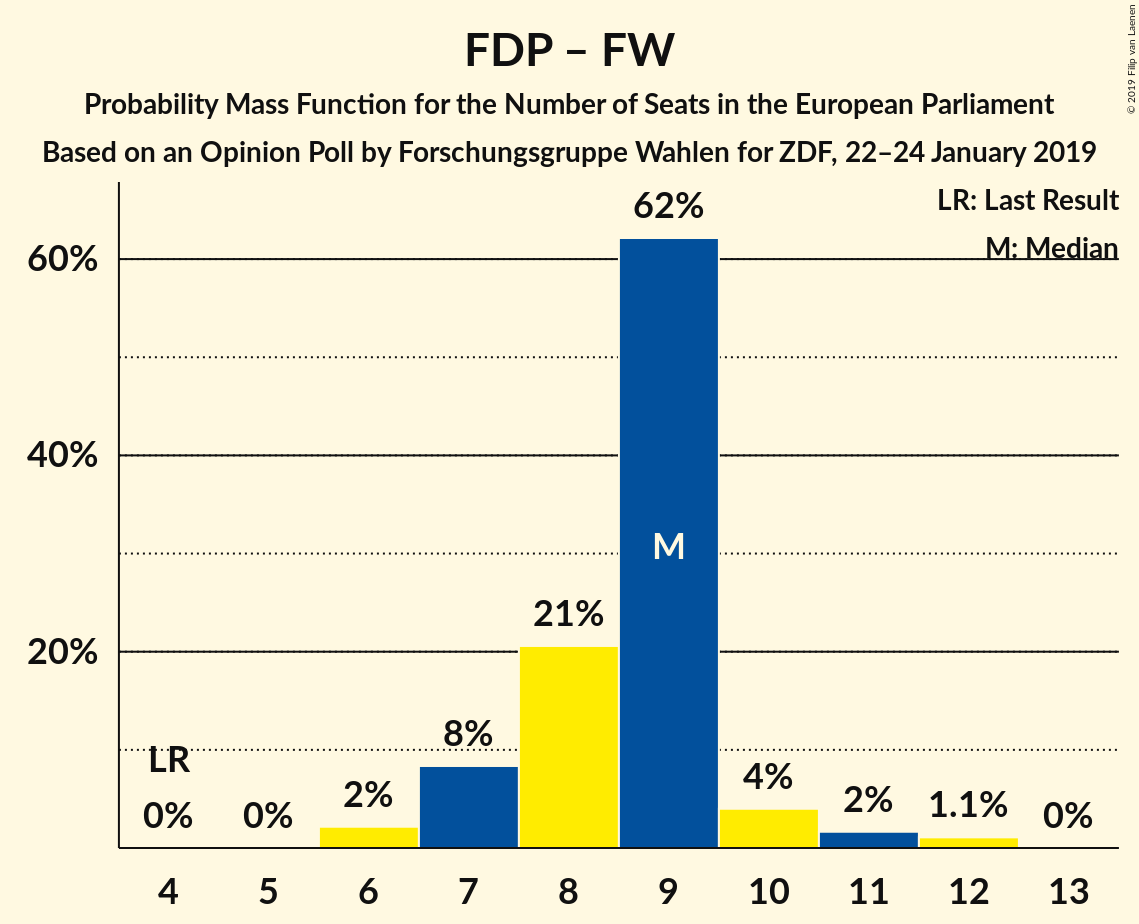 FDP – FW
Probability Mass Function for the Number of Seats in the European Parliament
Based on an Opinion Poll by Forschungsgruppe Wahlen for ZDF, 22–24 January 2019
© 2019 Filip van Laenen
LR: Last Result
M: Median
60%
40%
20%
LR
0%
0%
2%
8%
21%
62%
M
4%
2%
1.1%
0%
4 5 6 7 8 9 10 11 12 13